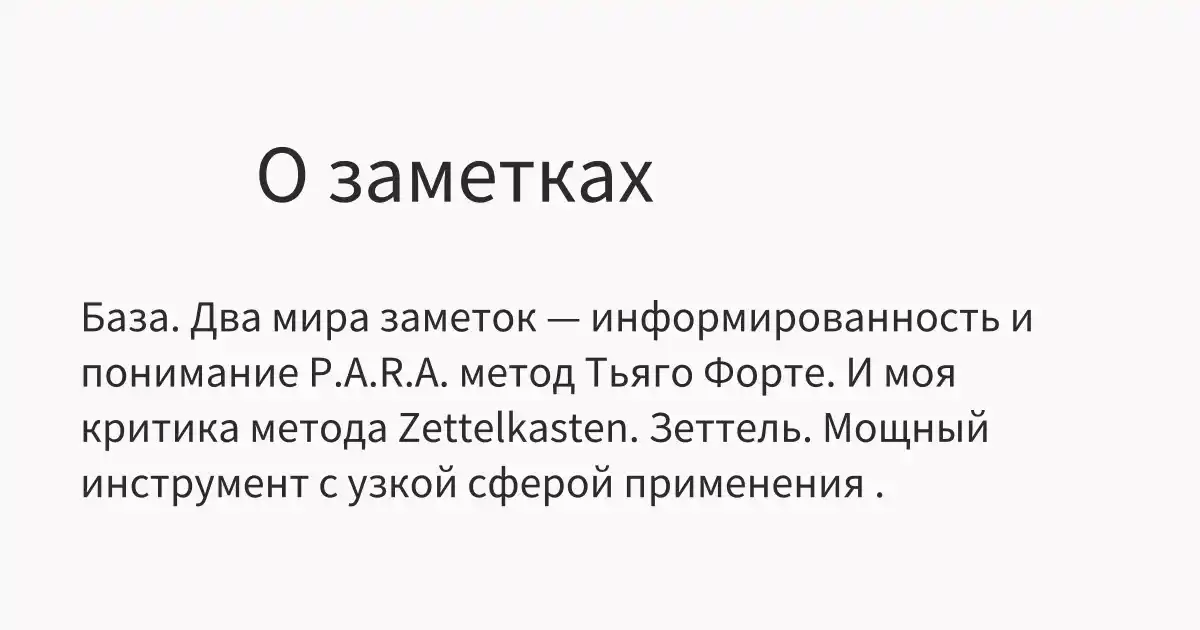 О заметках
База. Два мира заметок — информированность и
понимание P.A.R.A. метод Тьяго Форте. И моя
критика метода Zettelkasten. Зеттель. Мощный
инструмент с узкой сферой применения .